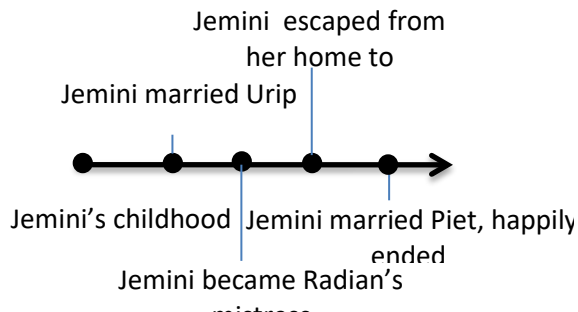 Jemini escaped from
her home to
Jemini married Urip
Jemini's childhood
Jemini married Piet, happily
ended
Jemini became Radian's
mistress